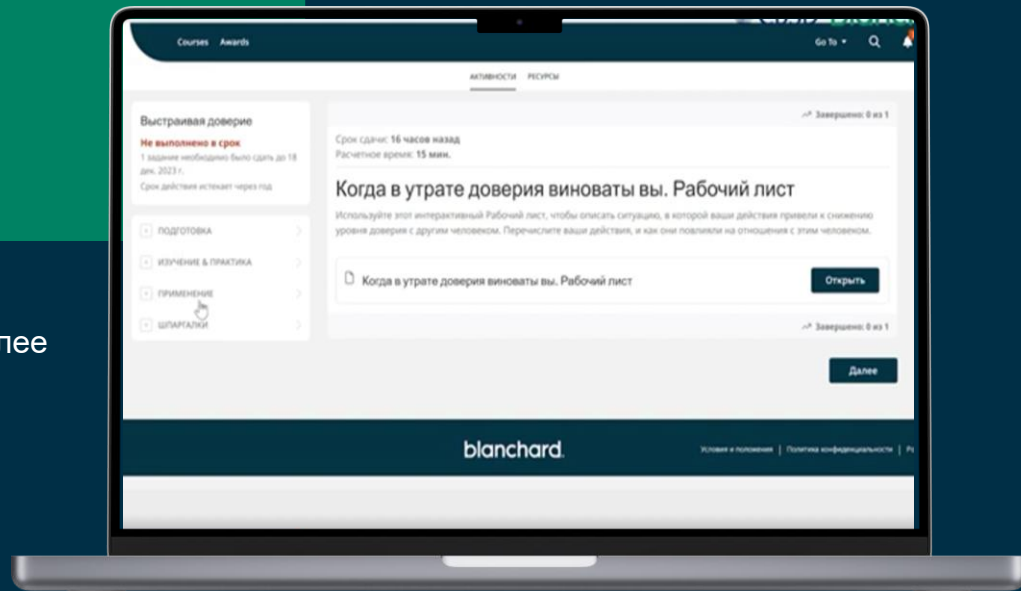 Courses Awards
Go To
АКТИВНОСТИ РЕСУРСЫ
Выстраивая доверие
Не выполнено в срок
1 задание необходимо было сдать до 18
дек. 2023 г.
Срок действия истекает через год
ПОДГОТОВКА
ИЗУЧЕНИЕ & ПРАКТИКА
ПРИМЕНЕНИЕ
ШПАРГАЛКИ
Завершено: 0 из 1
Срок сдачи: 16 часов назад
Расчетное время: 15 мин.
Когда в утрате доверия виноваты вы. Рабочий лист
Используйте этот интерактивный Рабочий лист, чтобы описать ситуацию, в которой ваши действия привели к снижению
уровня доверия с другим человеком. Перечислите ваши действия, и как они повлияли на отношения с этим человеком.
Когда в утрате доверия виноваты вы. Рабочий лист
Открыть
Завершено: 0 из 1
Далее
лее
blanchard.
Условия и положения | Политика конфиденциальности |